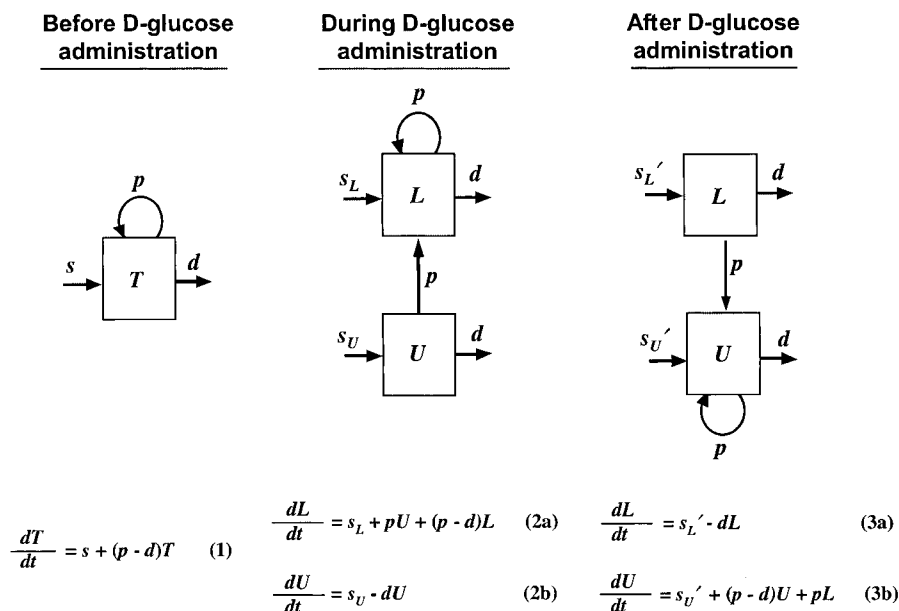 Before D-glucose
administration
During D-glucose
administration
After D-glucose
administration
p
s
T
d
p
s_L
L
d
p
s_U
U
d
s_L′
L
d
p
s_U′
U
d
p
dT/dt = s + (p - d)T (1)
dL/dt = s_L + pU + (p - d)L (2a)
dU/dt = s_U - dU (2b)
dL/dt = s_L′ - dL (3a)
dU/dt = s_U′ + (p - d)U + pL (3b)